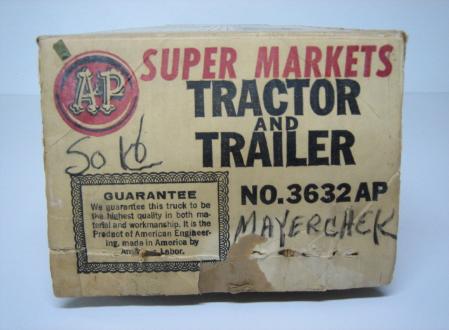 AP
SUPER MARKETS
TRACTOR
AND
TRAILER
NO. 3632 AP
Sold
MAYERCHEK
GUARANTEE
We guarantee this truck to be
the highest quality in both ma-
terial and workmanship. It is the
Product of American Engineer-
ing, made in America by
Labor.